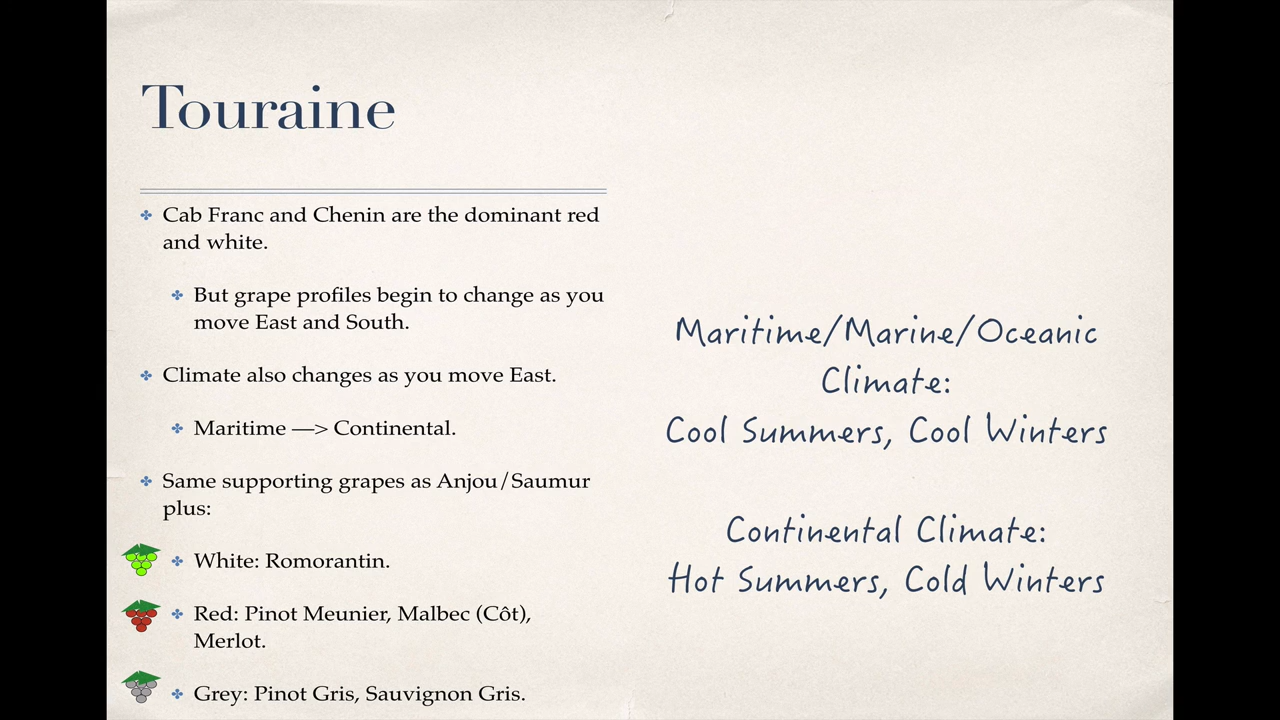 Touraine
Cab Franc and Chenin are the dominant red
and white.
But grape profiles begin to change as you
move East and South.
Climate also changes as you move East.
Maritime —> Continental.
Same supporting grapes as Anjou/Saumur
plus:
White: Romorantin.
Red: Pinot Meunier, Malbec (Côt),
Merlot.
Grey: Pinot Gris, Sauvignon Gris.
Maritime/Marine/Oceanic
Climate:
Cool Summers, Cool Winters
Continental Climate:
Hot Summers, Cold Winters